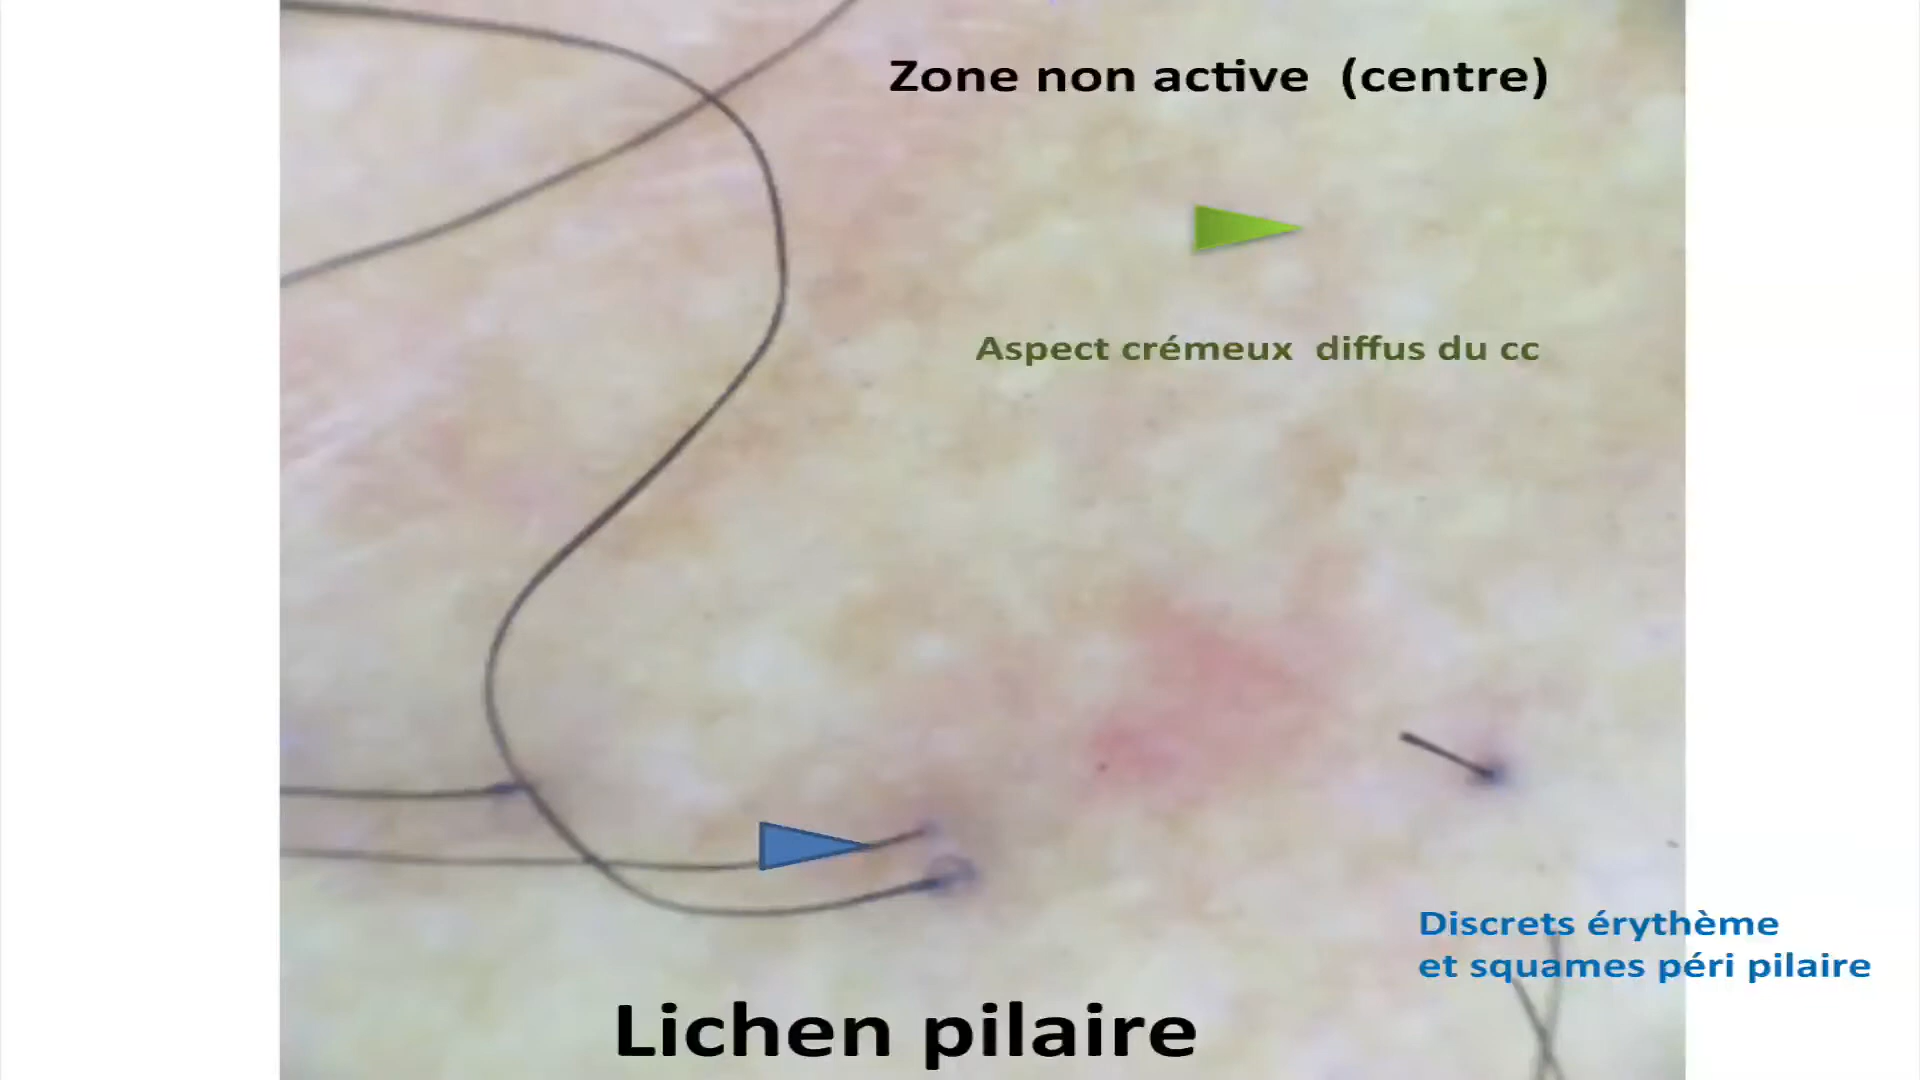 Zone non active (centre)
Aspect crémeux diffus du cc
Discrets érythème
et squames péri pilaire
Lichen pilaire